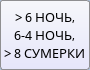 > 6 НОЧЬ,
6-4 НОЧЬ,
> 8 СУМЕРКИ